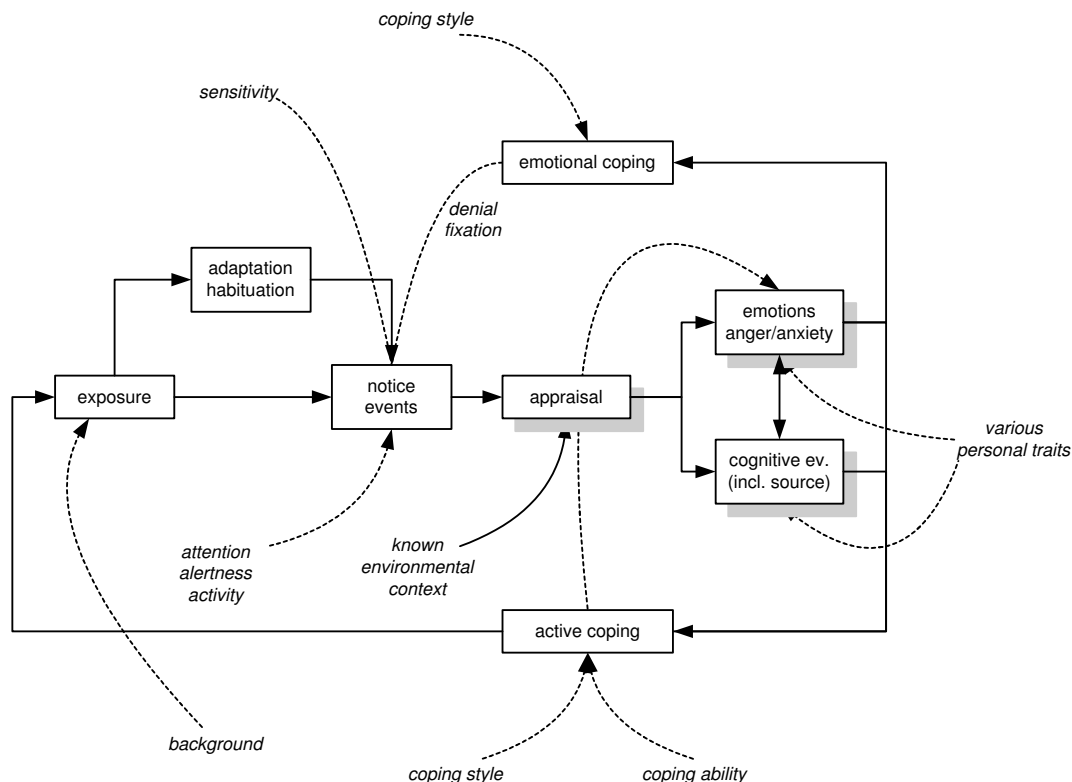 coping style
sensitivity
emotional coping
denial
fixation
adaptation
habituation
emotions
anger/anxiety
exposure
notice
events
appraisal
various
personal traits
cognitive ev.
(incl. source)
attention
alertness
activity
known
environmental
context
active coping
background
coping style
coping ability